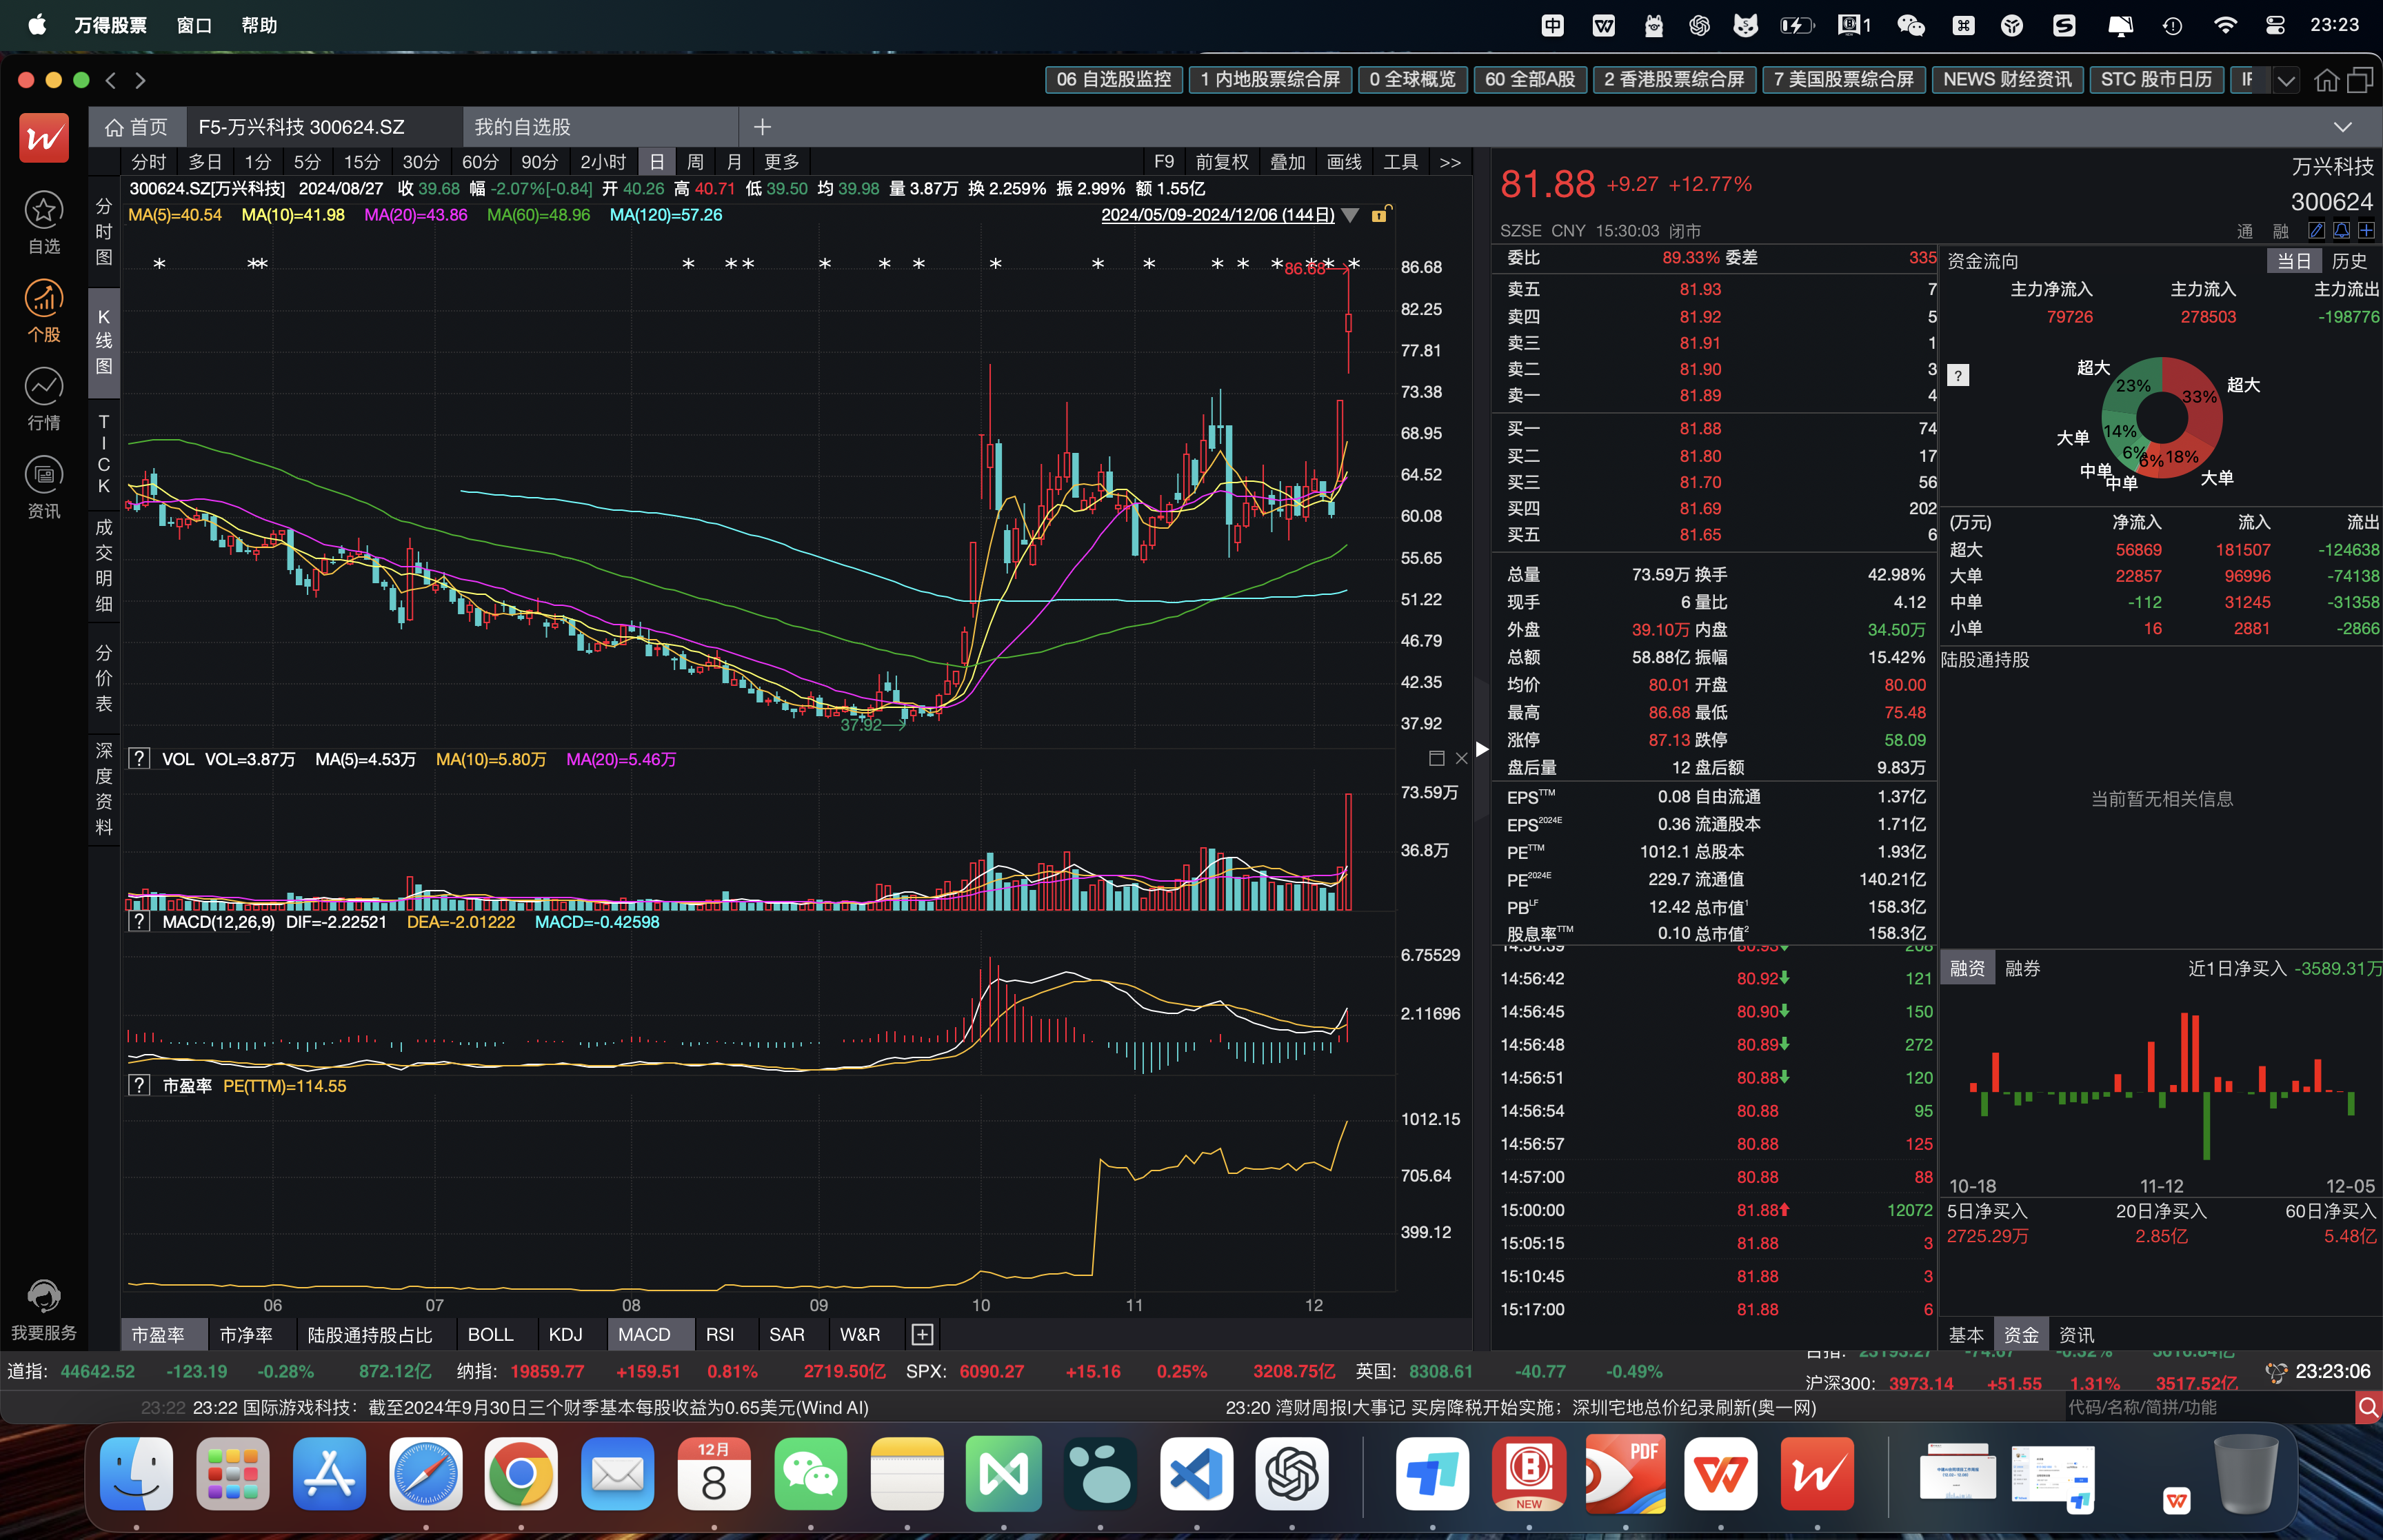 万得股票 窗口 帮助 中 1 23:23
06 自选股监控 1 内地股票综合屏 0 全球概览 60 全部A股 2 香港股票综合屏 7 美国股票综合屏 NEWS 财经资讯 STC 股市日历
首页 F5-万兴科技 300624.SZ 我的自选股
自选
个股
行情
资讯
我要服务
分时图
K线图
TICK
成交明细
分价表
深度资料
分时 多日 1分 5分 15分 30分 60分 90分 2小时 日 周 月 更多 F9 前复权 叠加 画线 工具 >>
300624.SZ[万兴科技] 2024/08/27 收 39.68 幅 -2.07%[-0.84] 开 40.26 高 40.71 低 39.50 均 39.98 量 3.87万 换 2.259% 振 2.99% 额 1.55亿
MA(5)=40.54 MA(10)=41.98 MA(20)=43.86 MA(60)=48.96 MA(120)=57.26 2024/05/09-2024/12/06 (144日)
86.68
37.92
86.68
82.25
77.81
73.38
68.95
64.52
60.08
55.65
51.22
46.79
42.35
37.92
? VOL VOL=3.87万 MA(5)=4.53万 MA(10)=5.80万 MA(20)=5.46万
73.59万
36.8万
? MACD(12,26,9) DIF=-2.22521 DEA=-2.01222 MACD=-0.42598
6.75529
2.11696
? 市盈率 PE(TTM)=114.55
1012.15
705.64
399.12
06 07 08 09 10 11 12
市盈率 市净率 陆股通持股占比 BOLL KDJ MACD RSI SAR W&R
81.88 +9.27 +12.77% 万兴科技
300624
SZSE CNY 15:30:03 闭市 通 融
委比 89.33% 委差 335
卖五 81.93 7
卖四 81.92 5
卖三 81.91 1
卖二 81.90 3
卖一 81.89 4
买一 81.88 74
买二 81.80 17
买三 81.70 56
买四 81.69 202
买五 81.65 6
总量 73.59万 换手 42.98%
现手 6 量比 4.12
外盘 39.10万 内盘 34.50万
总额 58.88亿 振幅 15.42%
均价 80.01 开盘 80.00
最高 86.68 最低 75.48
涨停 87.13 跌停 58.09
盘后量 12 盘后额 9.83万
EPS TTM 0.08 自由流通 1.37亿
EPS 2024E 0.36 流通股本 1.71亿
PE TTM 1012.1 总股本 1.93亿
PE 2024E 229.7 流通值 140.21亿
PB LF 12.42 总市值1 158.3亿
股息率 TTM 0.10 总市值2 158.3亿
14:56:39 80.93 208
14:56:42 80.92 121
14:56:45 80.90 150
14:56:48 80.89 272
14:56:51 80.88 120
14:56:54 80.88 95
14:56:57 80.88 125
14:57:00 80.88 88
15:00:00 81.88 12072
15:05:15 81.88 3
15:10:45 81.88 3
15:17:00 81.88 6
资金流向 当日 历史
主力净流入 主力流入 主力流出
79726 278503 -198776
?
超大 23% 33% 超大
大单 14% 18% 大单
中单 6% 6% 中单
(万元) 净流入 流入 流出
超大 56869 181507 -124638
大单 22857 96996 -74138
中单 -112 31245 -31358
小单 16 2881 -2866
陆股通持股
当前暂无相关信息
融资 融券 近1日净买入 -3589.31万
10-18 11-12 12-05
5日净买入 20日净买入 60日净买入
2725.29万 2.85亿 5.48亿
基本 资金 资讯
道指: 44642.52 -123.19 -0.28% 872.12亿 纳指: 19859.77 +159.51 0.81% 2719.50亿 SPX: 6090.27 +15.16 0.25% 3208.75亿 英国: 8308.61 -40.77 -0.49%
沪深300: 3973.14 +51.55 1.31% 3517.52亿 23:23:06
23:22 23:22 国际游戏科技：截至2024年9月30日三个财季基本每股收益为0.65美元(Wind AI) 23:20 湾财周报|大事记 买房降税开始实施；深圳宅地总价纪录刷新(奥一网) 代码/名称/简拼/功能
12月
8
NEW
PDF